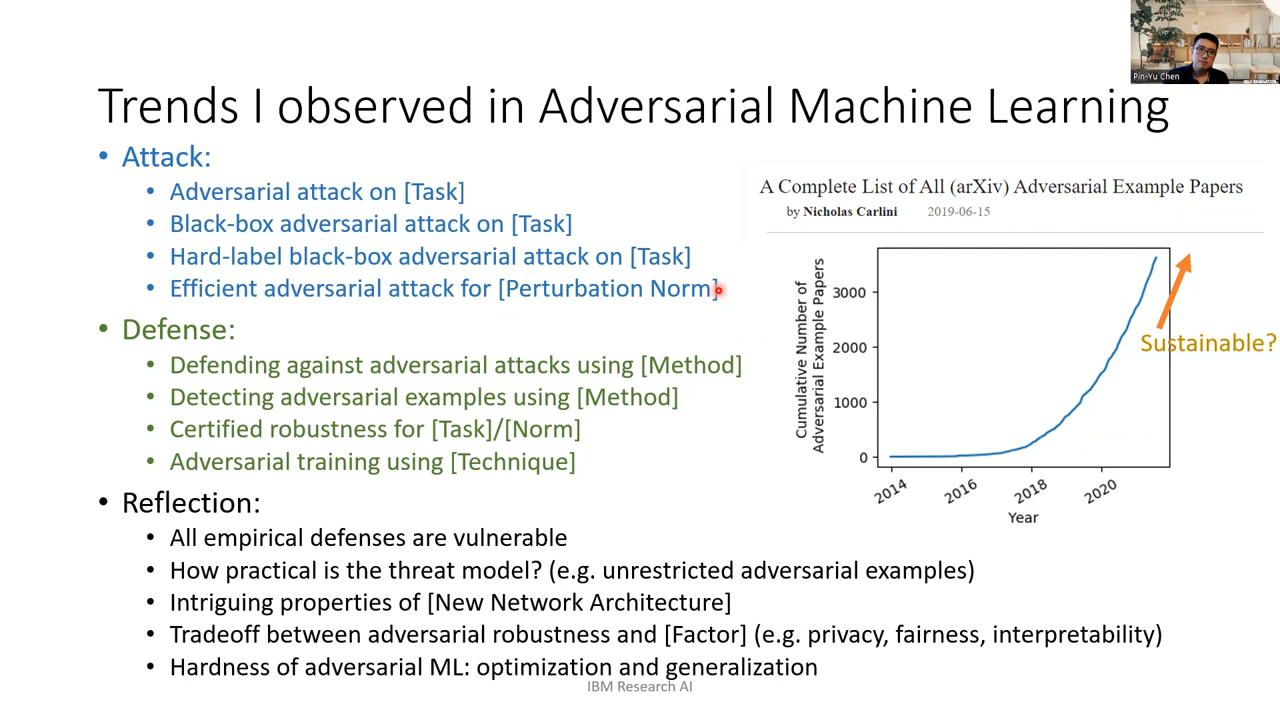 Pin-Yu Chen
Trends I observed in Adversarial Machine Learning
• Attack:
• Adversarial attack on [Task]
• Black-box adversarial attack on [Task]
• Hard-label black-box adversarial attack on [Task]
• Efficient adversarial attack for [Perturbation Norm]
• Defense:
• Defending against adversarial attacks using [Method]
• Detecting adversarial examples using [Method]
• Certified robustness for [Task]/[Norm]
• Adversarial training using [Technique]
• Reflection:
• All empirical defenses are vulnerable
• How practical is the threat model? (e.g. unrestricted adversarial examples)
• Intriguing properties of [New Network Architecture]
• Tradeoff between adversarial robustness and [Factor] (e.g. privacy, fairness, interpretability)
• Hardness of adversarial ML: optimization and generalization
A Complete List of All (arXiv) Adversarial Example Papers
by Nicholas Carlini 2019-06-15
Cumulative Number of
Adversarial Example Papers
3000
2000
1000
0
2014
2016
2018
2020
Year
Sustainable?
IBM Research AI